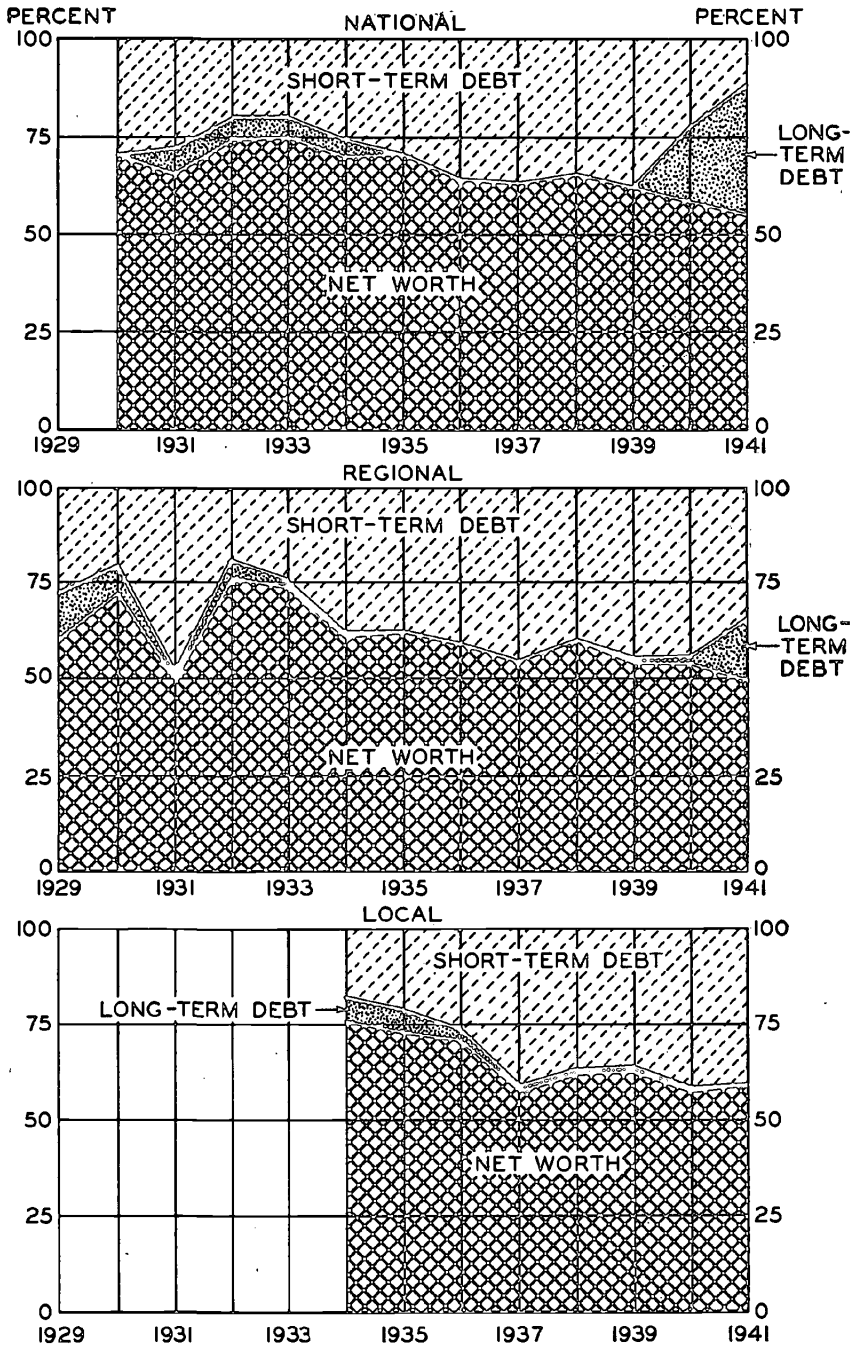 PERCENT NATIONAL PERCENT
100 100
SHORT-TERM DEBT
75 75
LONG-
TERM
DEBT
50 50
NET WORTH
25 25
0 0
1929 1931 1933 1935 1937 1939 1941
REGIONAL
100 100
SHORT-TERM DEBT
75 75
LONG-
TERM
DEBT
50
NET WORTH
25 25
0 0
1929 1931 1933 1935 1937 1939 1941
LOCAL
100 100
SHORT-TERM DEBT
LONG-TERM DEBT
75 75
50 50
NET WORTH
25 25
0 0
1929 1931 1933 1935 1937 1939 1941